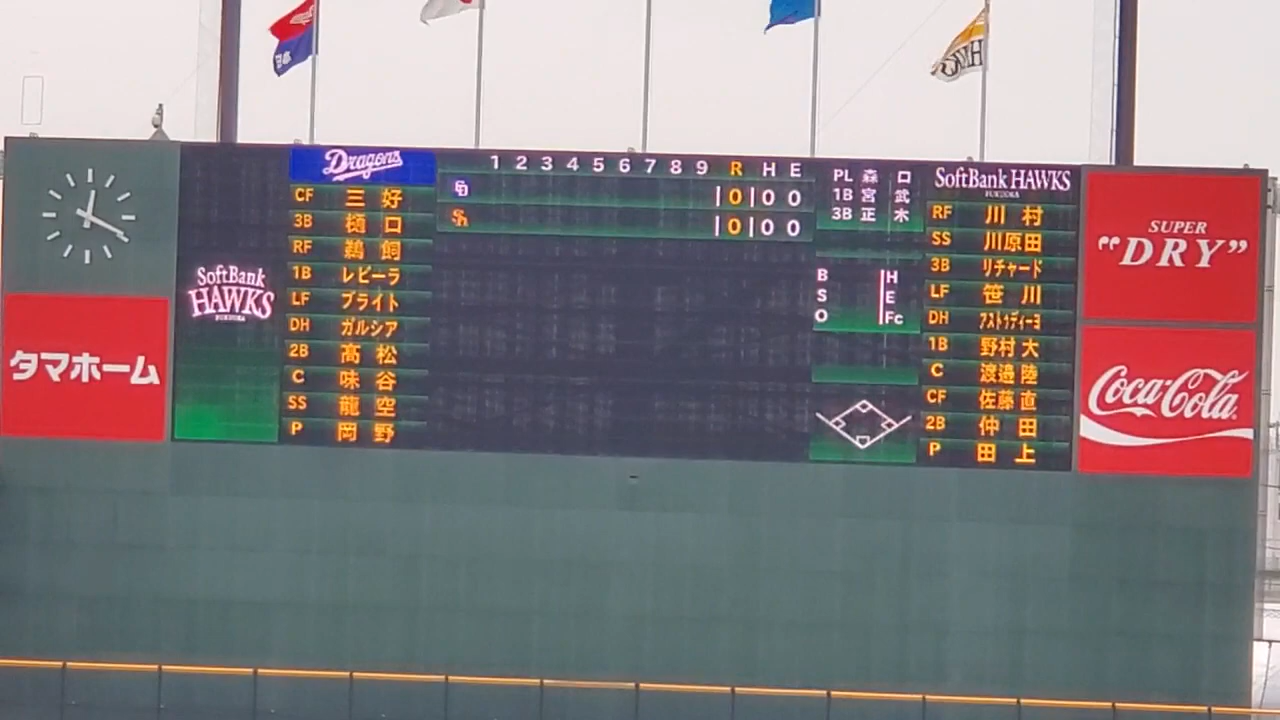 Dragons
CF 三好
3B 樋口
RF 鵜飼
1B レビーラ
LF ブライト
DH ガルシア
2B 高松
C 味谷
SS 龍空
P 岡野
1 2 3 4 5 6 7 8 9 R H E
0 0 0
0 0 0
PL 森口
1B 宮武
3B 正木
B H
S E
O Fc
SoftBank HAWKS
FUKUOKA
RF 川村
SS 川原田
3B リチャード
LF 笹川
DH アストゥディーヨ
1B 野村大
C 渡邉陸
CF 佐藤直
2B 仲田
P 田上
SoftBank
HAWKS
FUKUOKA
タマホーム
SUPER
"DRY"
Coca-Cola